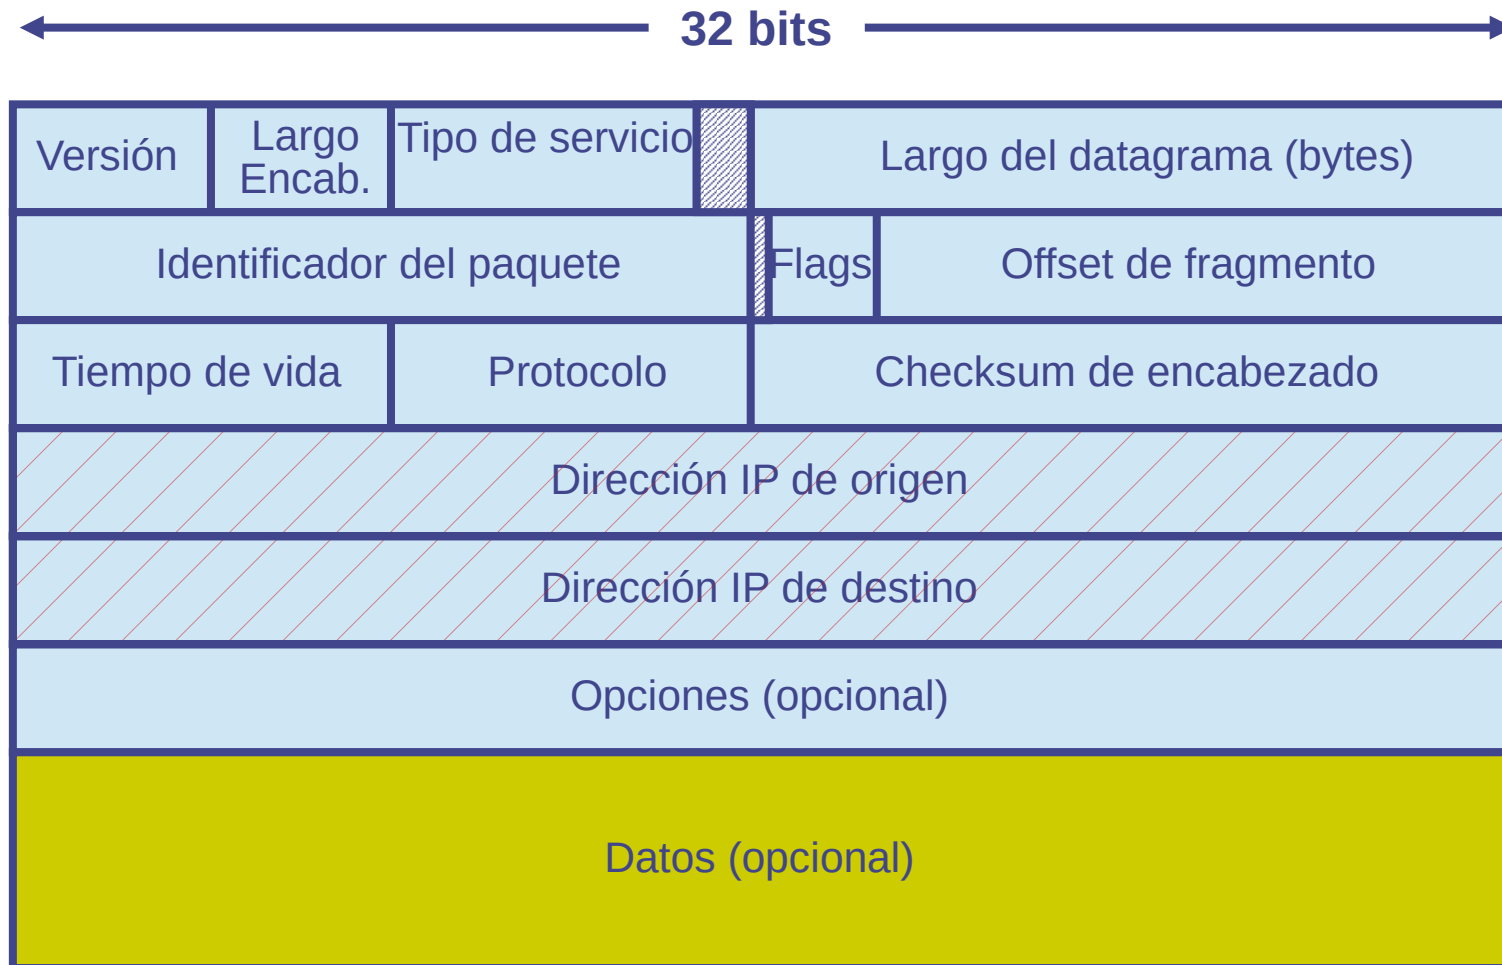 32 bits
Versión
Largo
Encab.
Tipo de servicio
Largo del datagrama (bytes)
Identificador del paquete
Flags
Offset de fragmento
Tiempo de vida
Protocolo
Checksum de encabezado
Dirección IP de origen
Dirección IP de destino
Opciones (opcional)
Datos (opcional)